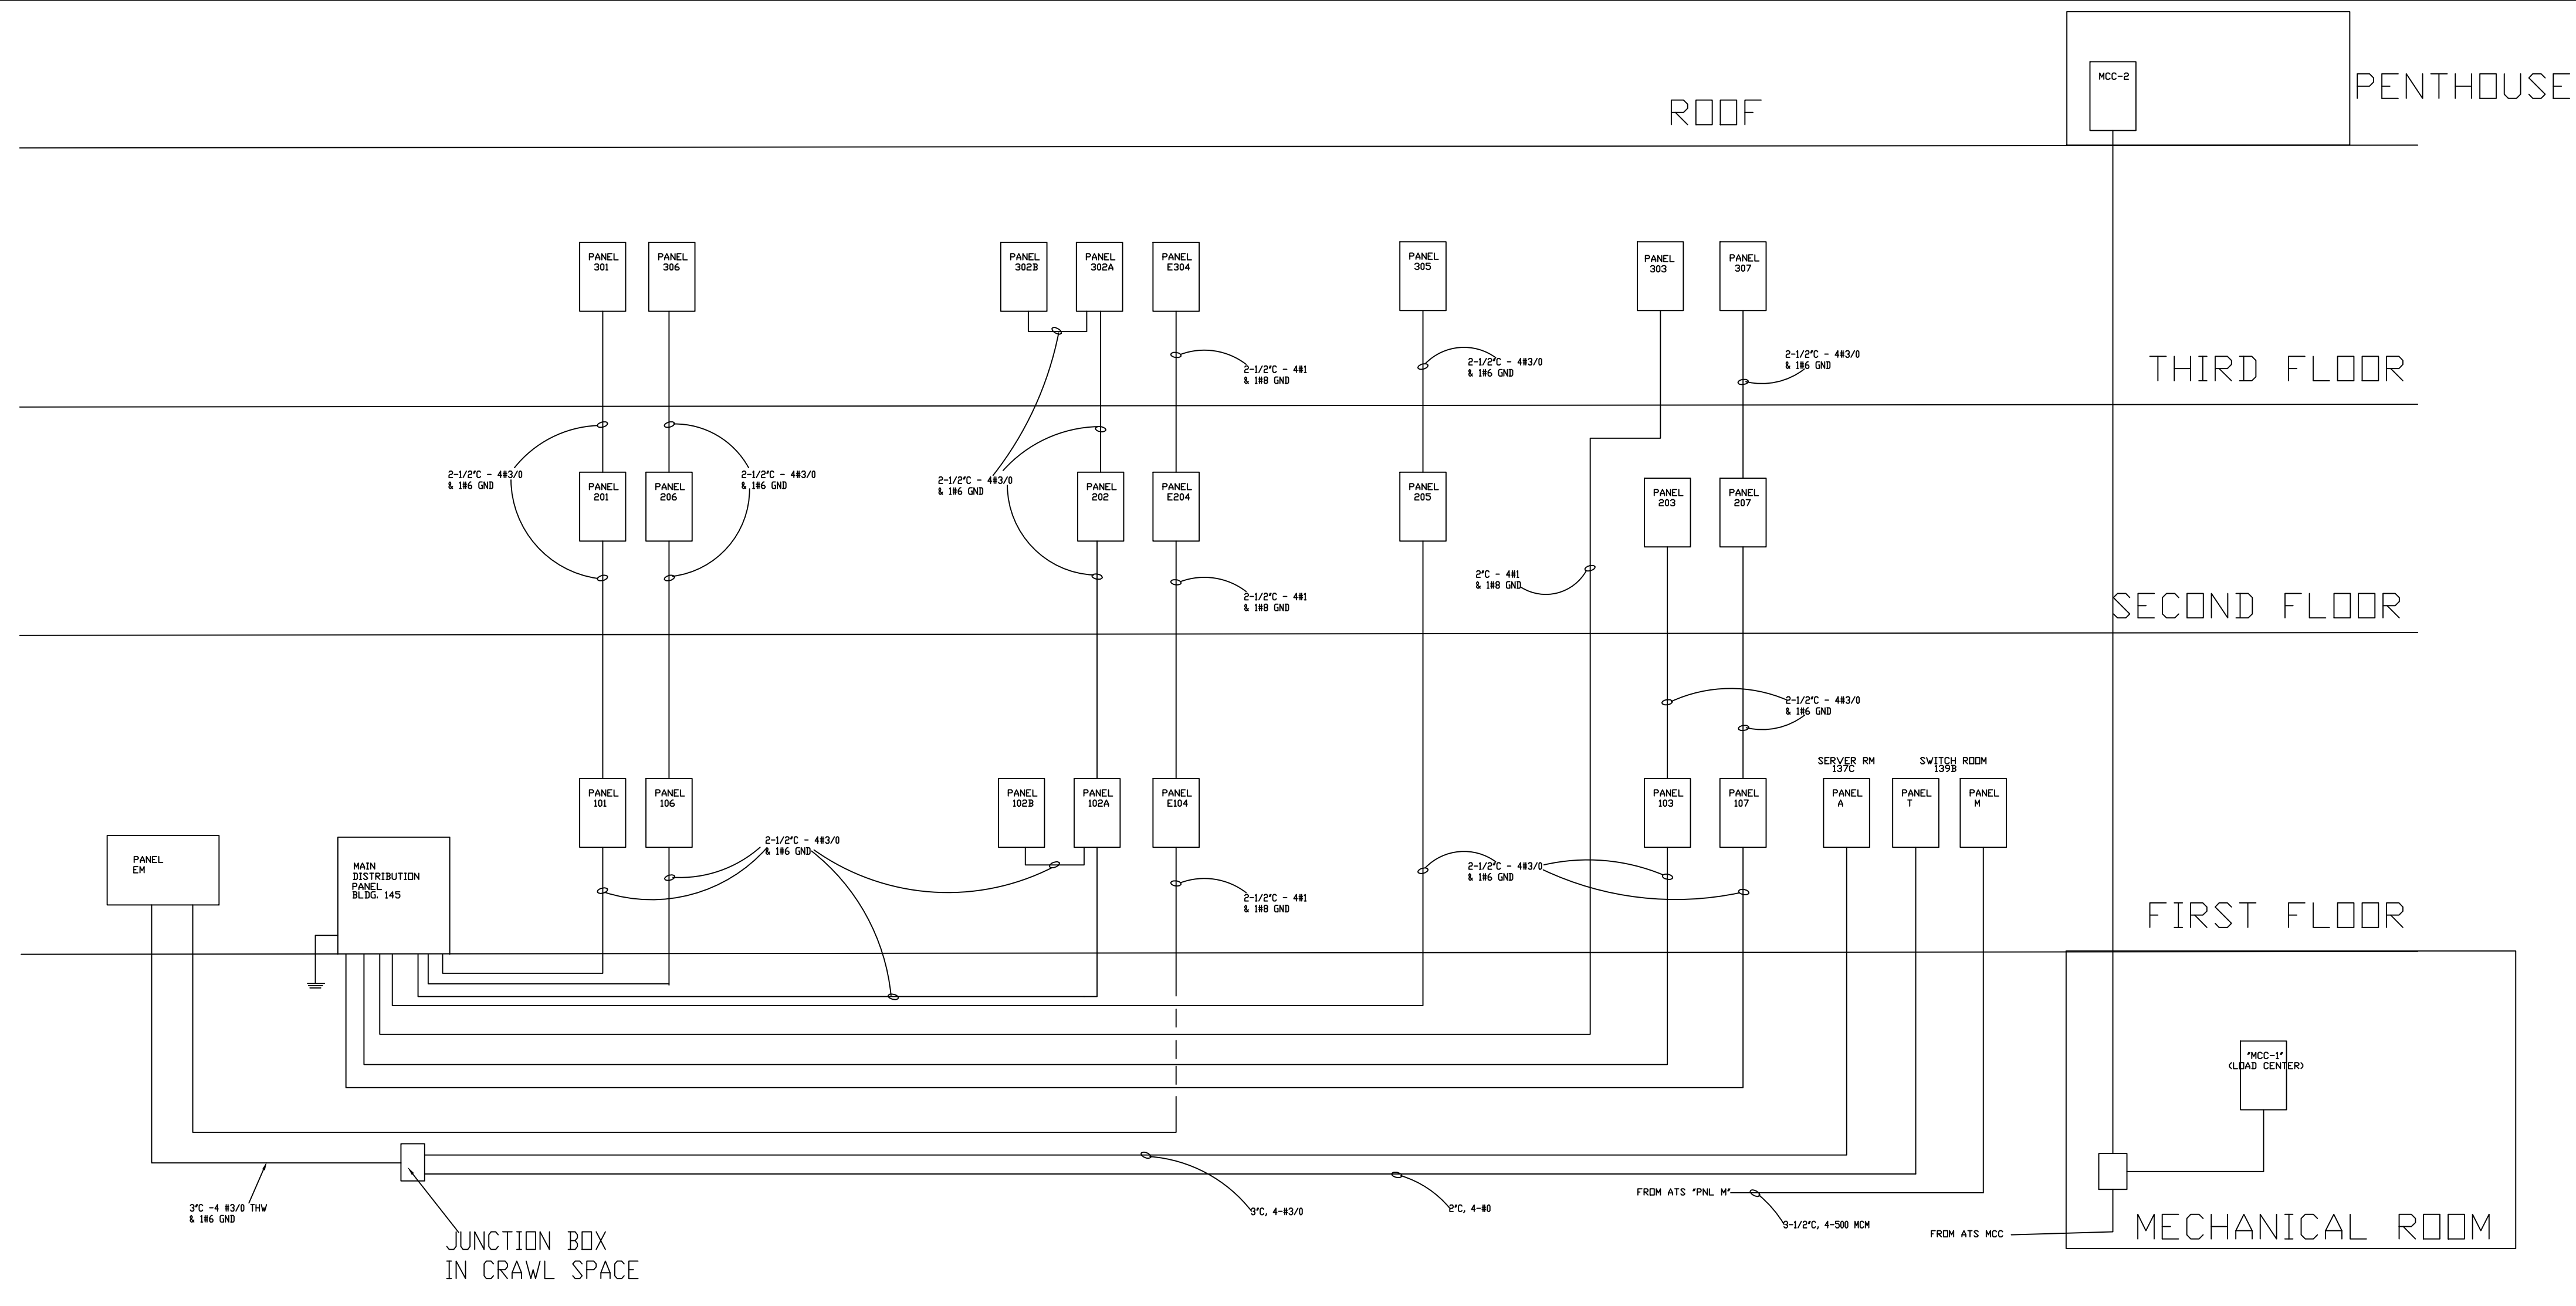 MCC-2
PENTHOUSE
ROOF
PANEL
301
PANEL
306
PANEL
302B
PANEL
302A
PANEL
E304
PANEL
305
PANEL
303
PANEL
307
2-1/2"C - 4#1
& 1#8 GND
2-1/2"C - 4#3/0
& 1#6 GND
2-1/2"C - 4#3/0
& 1#6 GND
THIRD FLOOR
2-1/2"C - 4#3/0
& 1#6 GND
PANEL
201
PANEL
206
2-1/2"C - 4#3/0
& 1#6 GND
2-1/2"C - 4#3/0
& 1#6 GND
PANEL
202
PANEL
E204
PANEL
205
PANEL
203
PANEL
207
2-1/2"C - 4#1
& 1#8 GND
2"C - 4#1
& 1#8 GND
SECOND FLOOR
2-1/2"C - 4#3/0
& 1#6 GND
SERVER RM
137C
SWITCH ROOM
139B
PANEL
101
PANEL
106
PANEL
102B
PANEL
102A
PANEL
E104
PANEL
103
PANEL
107
PANEL
A
PANEL
T
PANEL
M
PANEL
EM
MAIN
DISTRIBUTION
PANEL
BLDG. 145
2-1/2"C - 4#3/0
& 1#6 GND
2-1/2"C - 4#1
& 1#8 GND
2-1/2"C - 4#3/0
& 1#6 GND
FIRST FLOOR
"MCC-1"
(LOAD CENTER)
3"C -4 #3/0 THW
& 1#6 GND
JUNCTION BOX
IN CRAWL SPACE
3"C, 4-#3/0
2"C, 4-#0
FROM ATS "PNL M"
3-1/2"C, 4-500 MCM
FROM ATS MCC
MECHANICAL ROOM